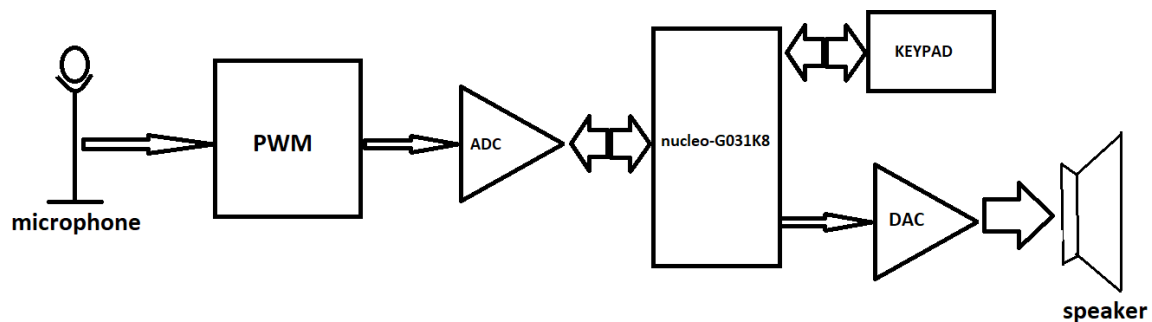 microphone
PWM
ADC
nucleo-G031K8
KEYPAD
DAC
speaker